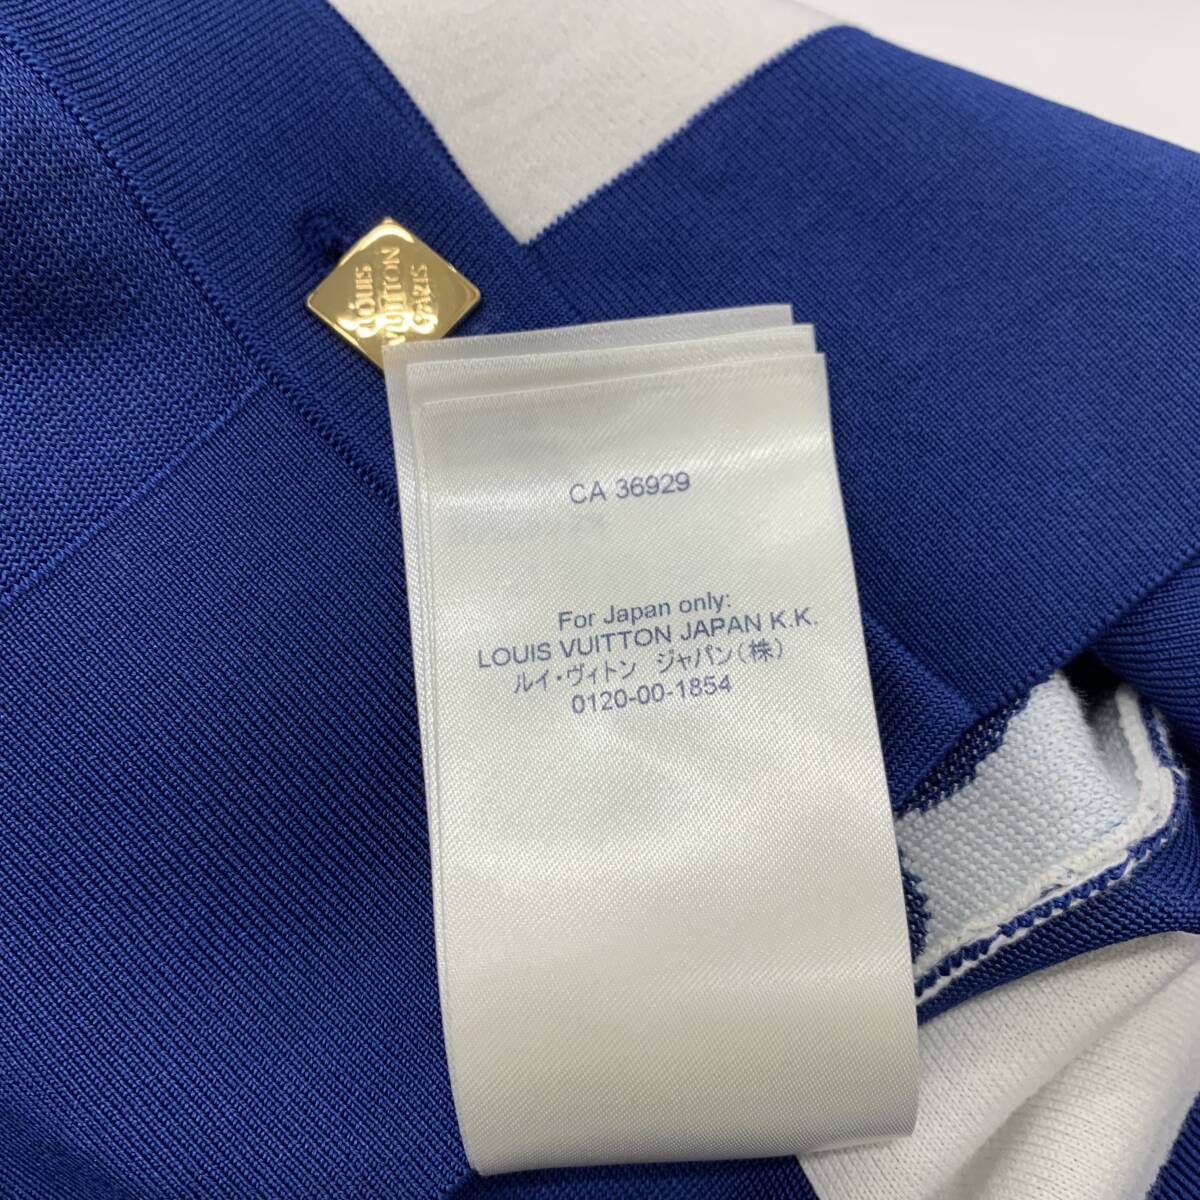 LOUIS
VUITTON
PARIS
CA 36929
For Japan only:
LOUIS VUITTON JAPAN K.K.
ルイ・ヴィトン ジャパン（株）
0120-00-1854